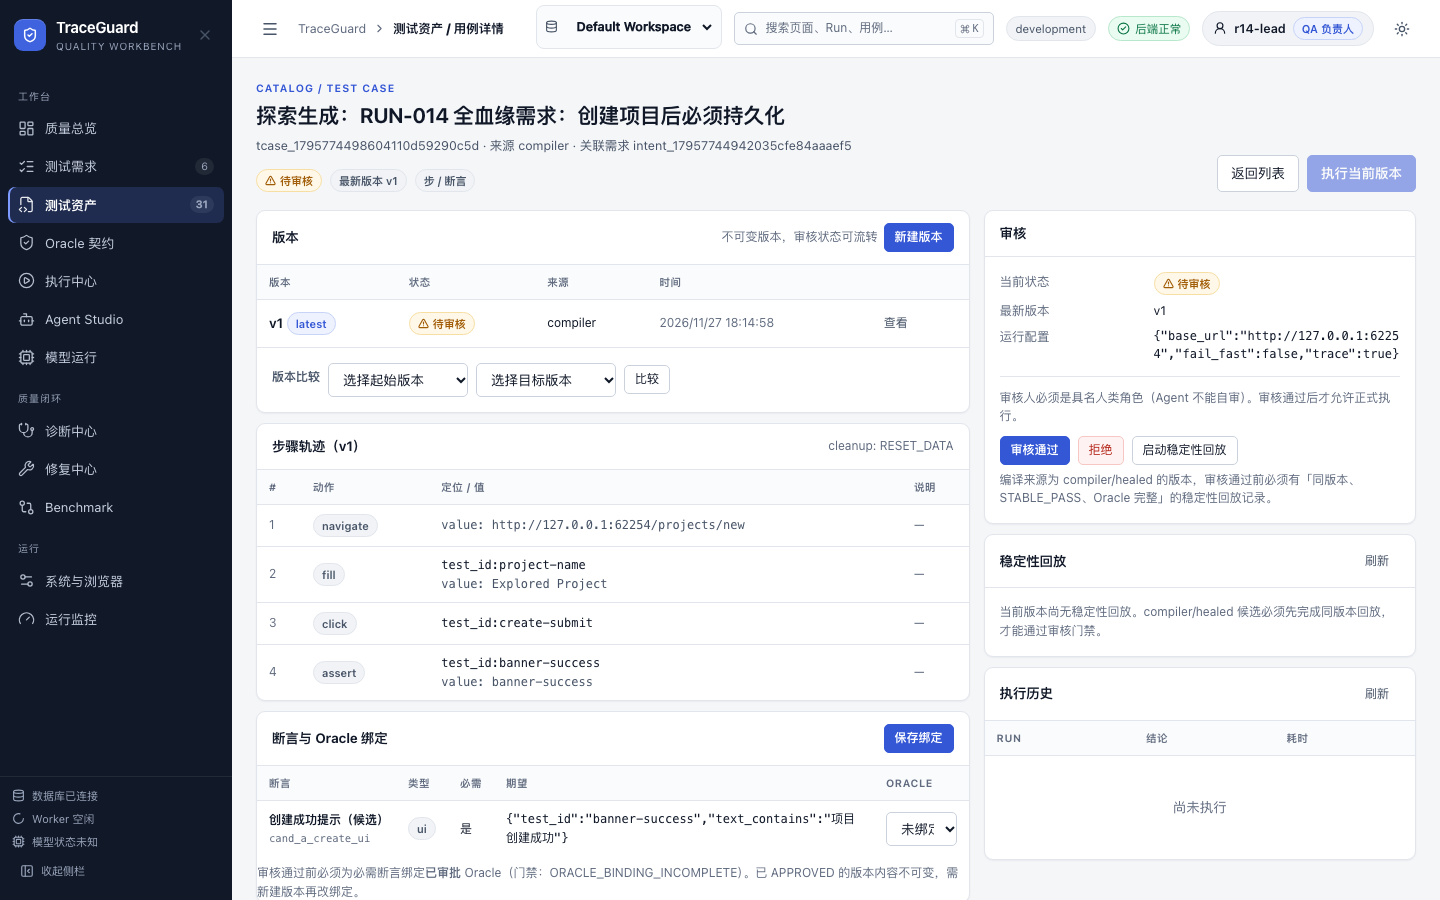 TraceGuard
QUALITY WORKBENCH
工作台
质量总览
测试需求
6
测试资产
31
Oracle 契约
执行中心
Agent Studio
模型运行
质量闭环
诊断中心
修复中心
Benchmark
运行
系统与浏览器
运行监控
数据库已连接
Worker 空闲
模型状态未知
收起侧栏
TraceGuard > 测试资产 / 用例详情
Default Workspace
搜索页面、Run、用例...
⌘ K
development
后端正常
r14-lead QA 负责人
CATALOG / TEST CASE
探索生成：RUN-014 全血缘需求：创建项目后必须持久化
tcase_1795774498604110d59290c5d · 来源 compiler · 关联需求 intent_17957744942035cfe84aaaef5
待审核
最新版本 v1
步 / 断言
返回列表
执行当前版本
版本
不可变版本，审核状态可流转
新建版本
版本 状态 来源 时间
v1 latest 待审核 compiler 2026/11/27 18:14:58 查看
版本比较 选择起始版本 选择目标版本 比较
步骤轨迹（v1）
cleanup: RESET_DATA
# 动作 定位 / 值 说明
1 navigate value: http://127.0.0.1:62254/projects/new —
2 fill test_id:project-name
value: Explored Project —
3 click test_id:create-submit —
4 assert test_id:banner-success
value: banner-success —
断言与 Oracle 绑定
保存绑定
断言 类型 必需 期望 ORACLE
创建成功提示（候选）
cand_a_create_ui
ui
是
{"test_id":"banner-success","text_contains":"项目
创建成功"}
未绑定
审核通过前必须为必需断言绑定已审批 Oracle（门禁：ORACLE_BINDING_INCOMPLETE）。已 APPROVED 的版本内容不可变，需
新建版本再改绑定。
审核
当前状态 待审核
最新版本 v1
运行配置 {"base_url":"http://127.0.0.1:6225
4","fail_fast":false,"trace":true}
审核人必须是具名人类角色（Agent 不能自审）。审核通过后才允许正式执
行。
审核通过
拒绝
启动稳定性回放
编译来源为 compiler/healed 的版本，审核通过前必须有「同版本、
STABLE_PASS、Oracle 完整」的稳定性回放记录。
稳定性回放
刷新
当前版本尚无稳定性回放。compiler/healed 候选必须先完成同版本回放，
才能通过审核门禁。
执行历史
刷新
RUN 结论 耗时
尚未执行